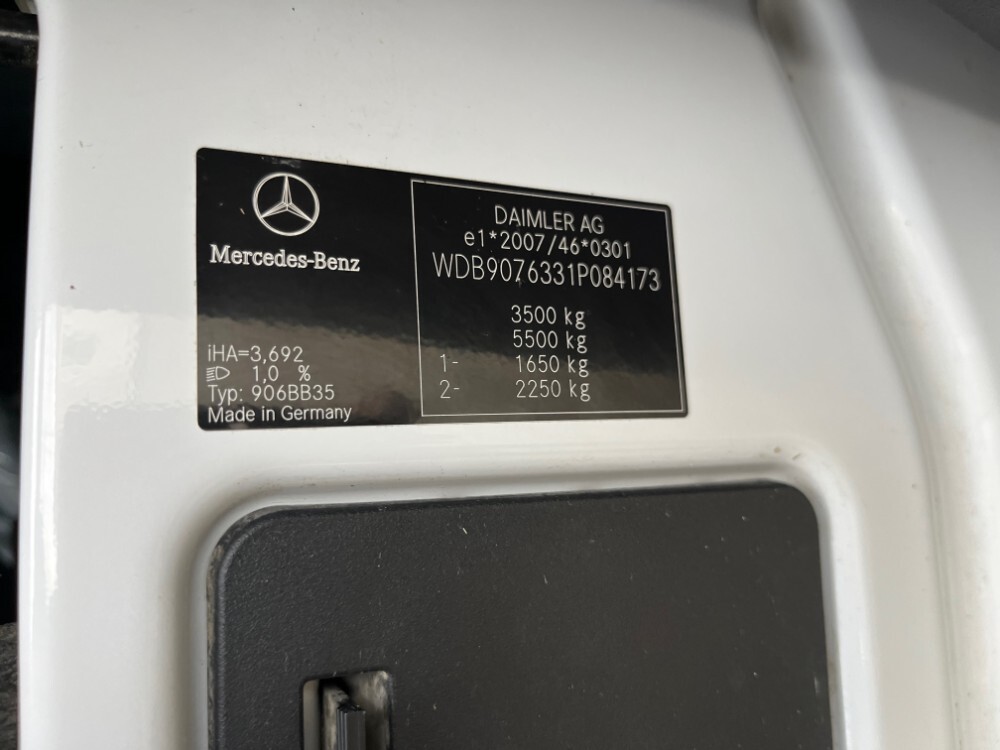 Mercedes-Benz
iHA=3,692
1,0 %
Typ: 906BB35
Made in Germany
DAIMLER AG
e1*2007/46*0301
WDB9076331P084173
3500 kg
5500 kg
1- 1650 kg
2- 2250 kg